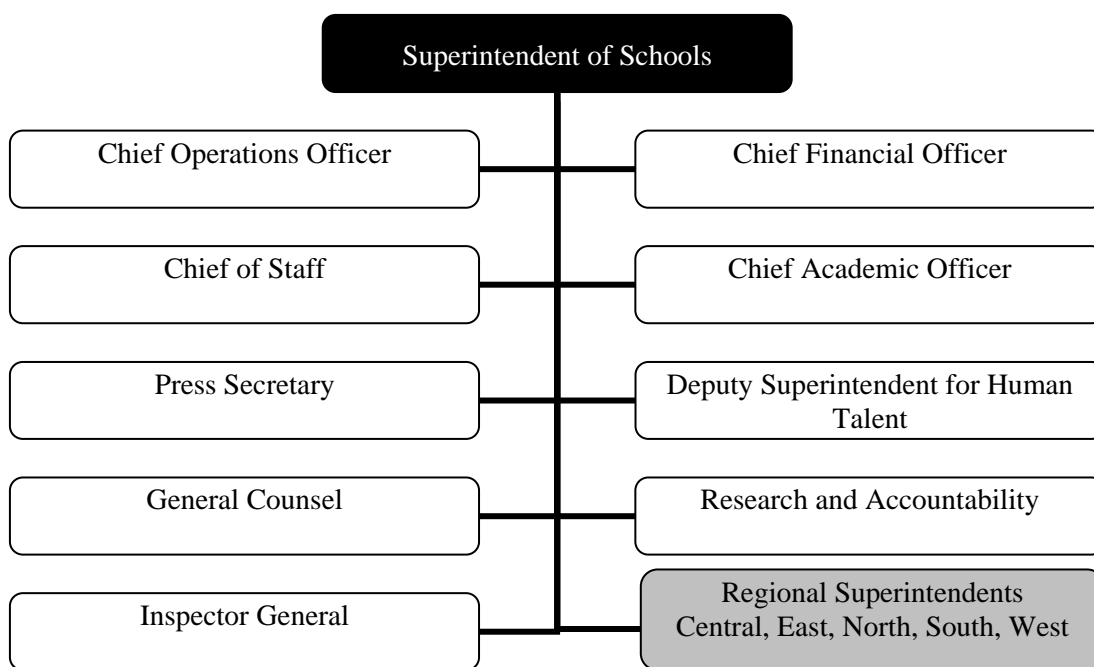 Superintendent of Schools
Chief Operations Officer
Chief Financial Officer
Chief of Staff
Chief Academic Officer
Press Secretary
Deputy Superintendent for Human
Talent
General Counsel
Research and Accountability
Inspector General
Regional Superintendents
Central, East, North, South, West